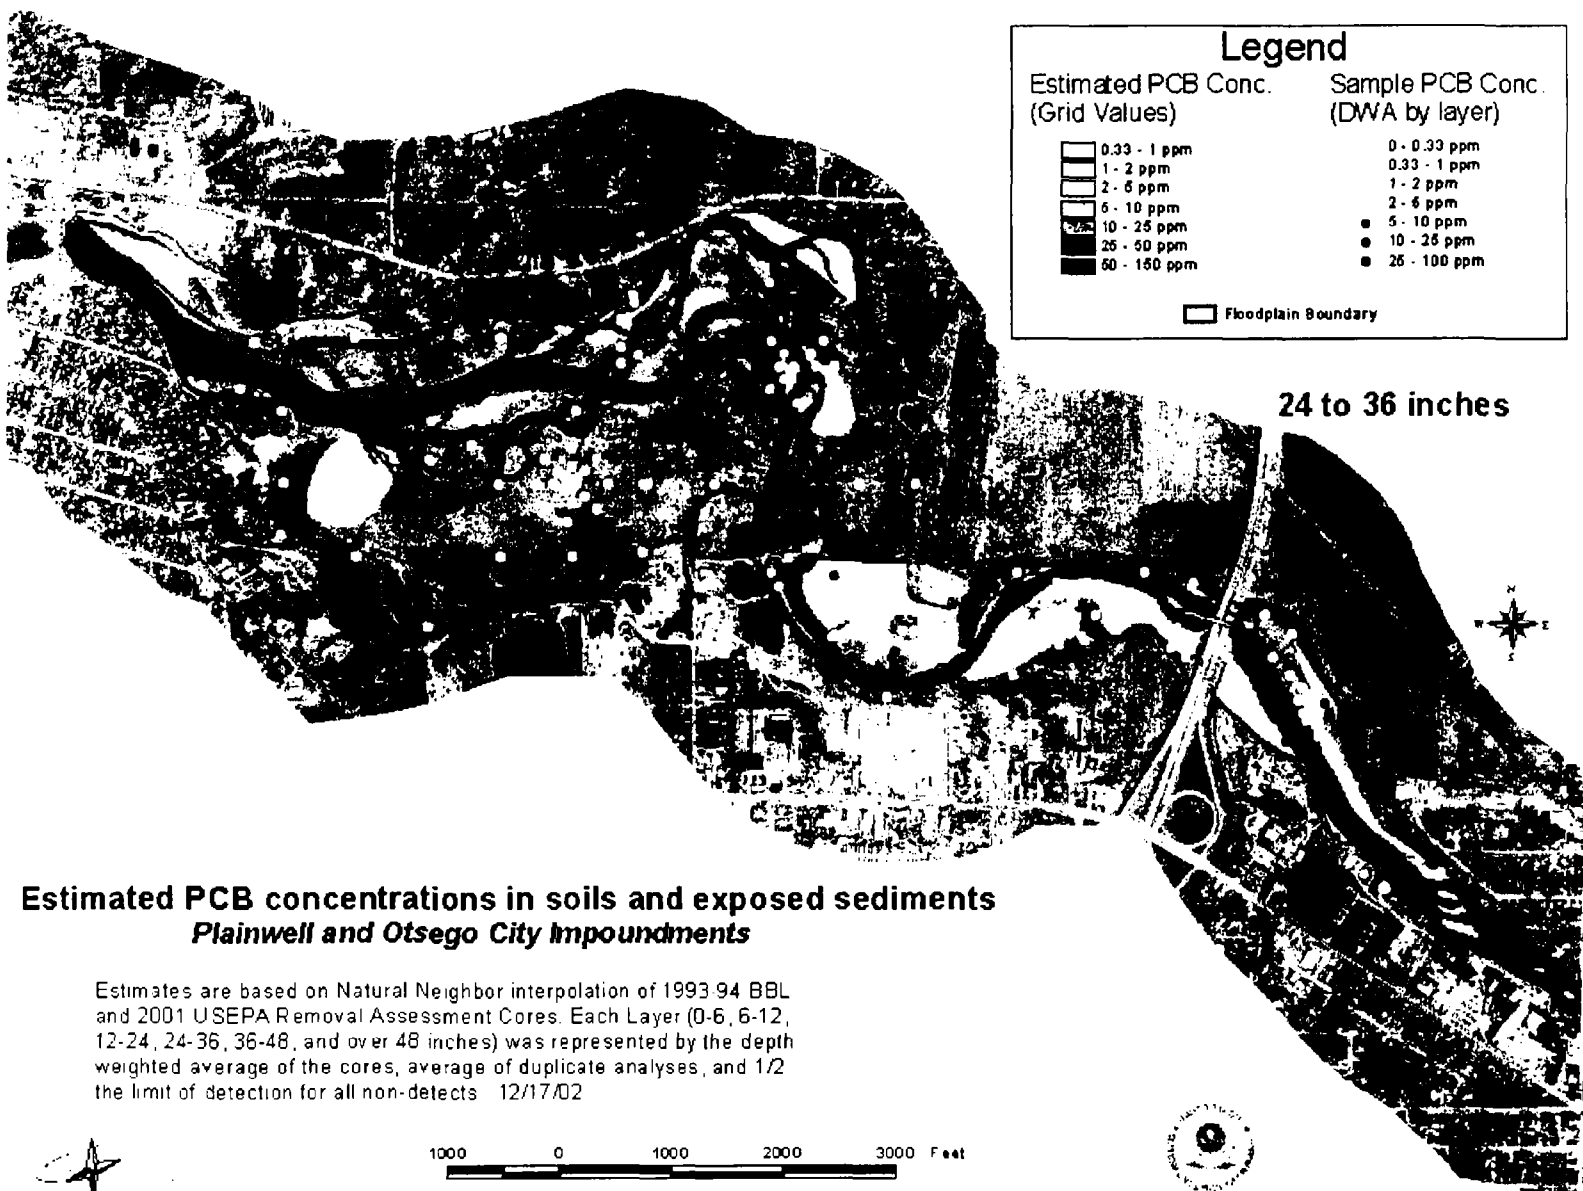 Legend
Estimated PCB Conc.
(Grid Values)
0.33 - 1 ppm
1 - 2 ppm
2 - 5 ppm
5 - 10 ppm
10 - 25 ppm
25 - 50 ppm
50 - 150 ppm
Sample PCB Conc.
(DWA by layer)
0 - 0.33 ppm
0.33 - 1 ppm
1 - 2 ppm
2 - 5 ppm
5 - 10 ppm
10 - 25 ppm
25 - 100 ppm
Floodplain Boundary
24 to 36 inches
N
W E
S
Estimated PCB concentrations in soils and exposed sediments
Plainwell and Otsego City Impoundments
Estimates are based on Natural Neighbor interpolation of 1993-94 BBL
and 2001 USEPA Removal Assessment Cores. Each Layer (0-6, 6-12,
12-24, 24-36, 36-48, and over 48 inches) was represented by the depth
weighted average of the cores, average of duplicate analyses, and 1/2
the limit of detection for all non-detects 12/17/02
1000 0 1000 2000 3000 Feet